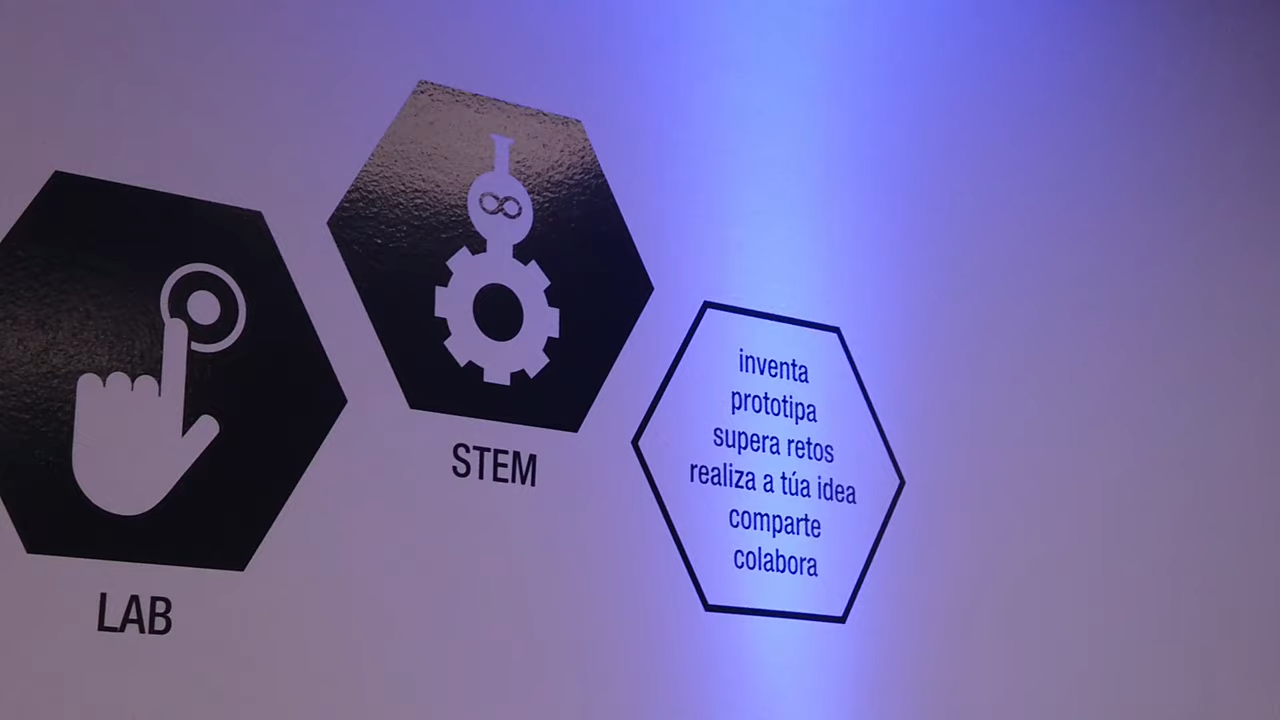 LAB
STEM
inventa
prototipa
supera retos
realiza a túa idea
comparte
colabora